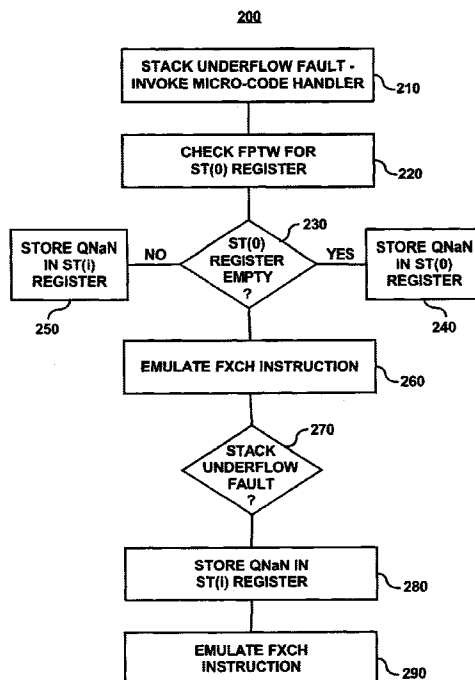 200
STACK UNDERFLOW FAULT -
INVOKE MICRO-CODE HANDLER
210
CHECK FPTW FOR
ST(0) REGISTER
220
230
ST(0)
REGISTER
EMPTY
?
NO
YES
STORE QNaN
IN ST(i)
REGISTER
250
STORE QNaN
IN ST(0)
REGISTER
240
EMULATE FXCH INSTRUCTION
260
270
STACK
UNDERFLOW
FAULT
?
STORE QNaN IN
ST(i) REGISTER
280
EMULATE FXCH
INSTRUCTION
290